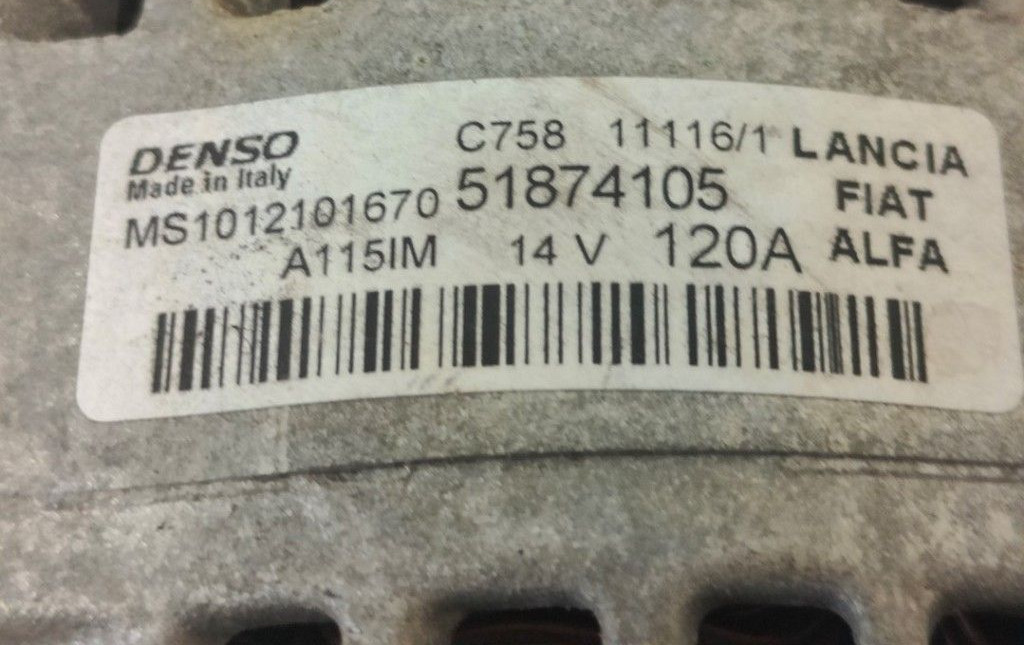 DENSO
Made in Italy
MS1012101670
A115IM
C758 11116/1
51874105
14 V 120A
LANCIA
FIAT
ALFA